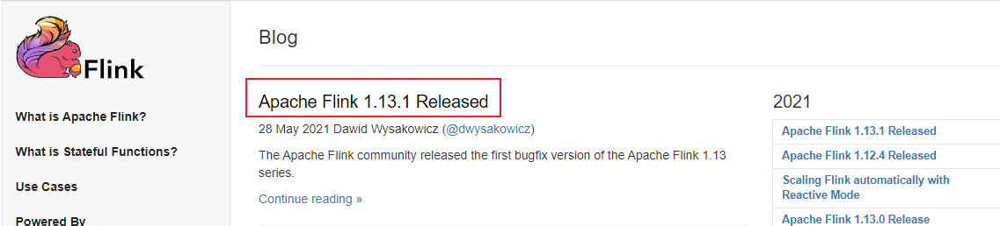 Flink
What is Apache Flink?
What is Stateful Functions?
Use Cases
Powered By
Blog
Apache Flink 1.13.1 Released
28 May 2021 Dawid Wysakowicz (@dwysakowicz)
The Apache Flink community released the first bugfix version of the Apache Flink 1.13
series.
Continue reading »
2021
Apache Flink 1.13.1 Released
Apache Flink 1.12.4 Released
Scaling Flink automatically with
Reactive Mode
Apache Flink 1.13.0 Release